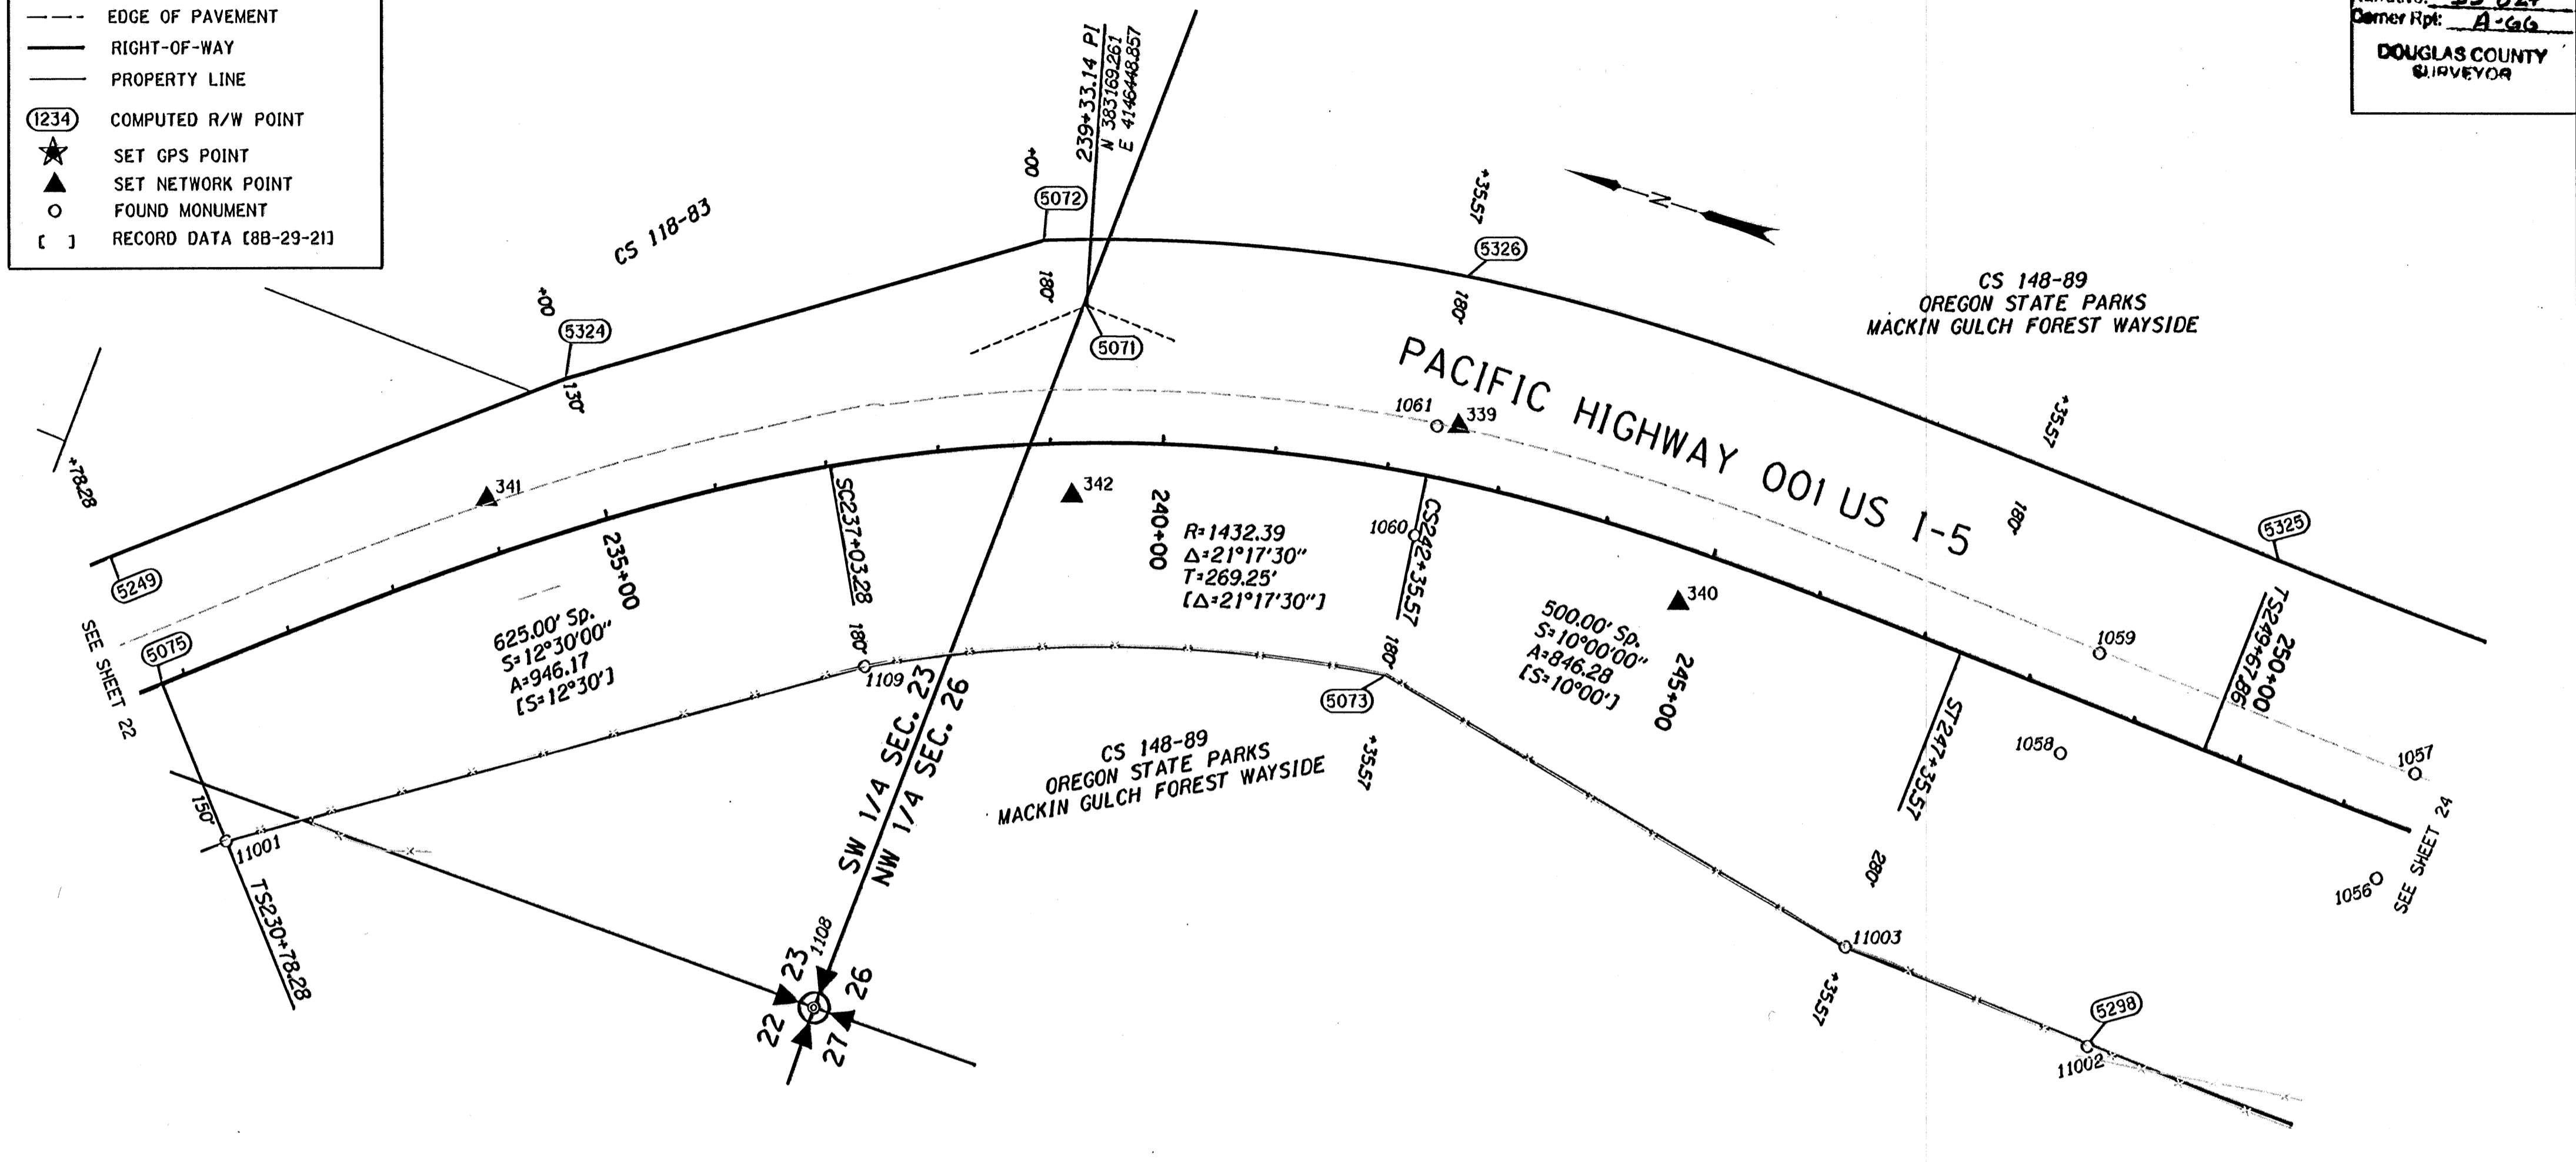 EDGE OF PAVEMENT
RIGHT-OF-WAY
PROPERTY LINE
1234 COMPUTED R/W POINT
SET GPS POINT
SET NETWORK POINT
FOUND MONUMENT
[ ] RECORD DATA [8B-29-21]
Corner Rpt: A-GG
DOUGLAS COUNTY
SURVEYOR
239+33.14 PI
N 383169.261
E 4146448.857
+00
5072
CS 118-83
+00
5324
130'
180'
5071
+35.57
5326
180'
N
CS 148-89
OREGON STATE PARKS
MACKIN GULCH FOREST WAYSIDE
PACIFIC HIGHWAY 001 US I-5
+35.57
180'
5325
+78.28
5249
SEE SHEET 22
5075
341
342
1061
339
1060
340
1059
1058
1057
1056
235+00
625.00' Sp.
S=12°30'00"
A=946.17
[S=12°30']
SC237+03.28
180'
1109
240+00
R=1432.39
Δ=21°17'30"
T=269.25'
[Δ=21°17'30"]
CS242+35.57
180'
5073
+35.57
500.00' Sp.
S=10°00'00"
A=846.28
[S=10°00']
245+00
ST247+35.57
280'
TS249+67.86
250+00
SEE SHEET 24
150'
11001
TS230+78.28
SW 1/4 SEC. 23
NW 1/4 SEC. 26
CS 148-89
OREGON STATE PARKS
MACKIN GULCH FOREST WAYSIDE
1108
23
26
22
27
11003
+35.57
5298
11002